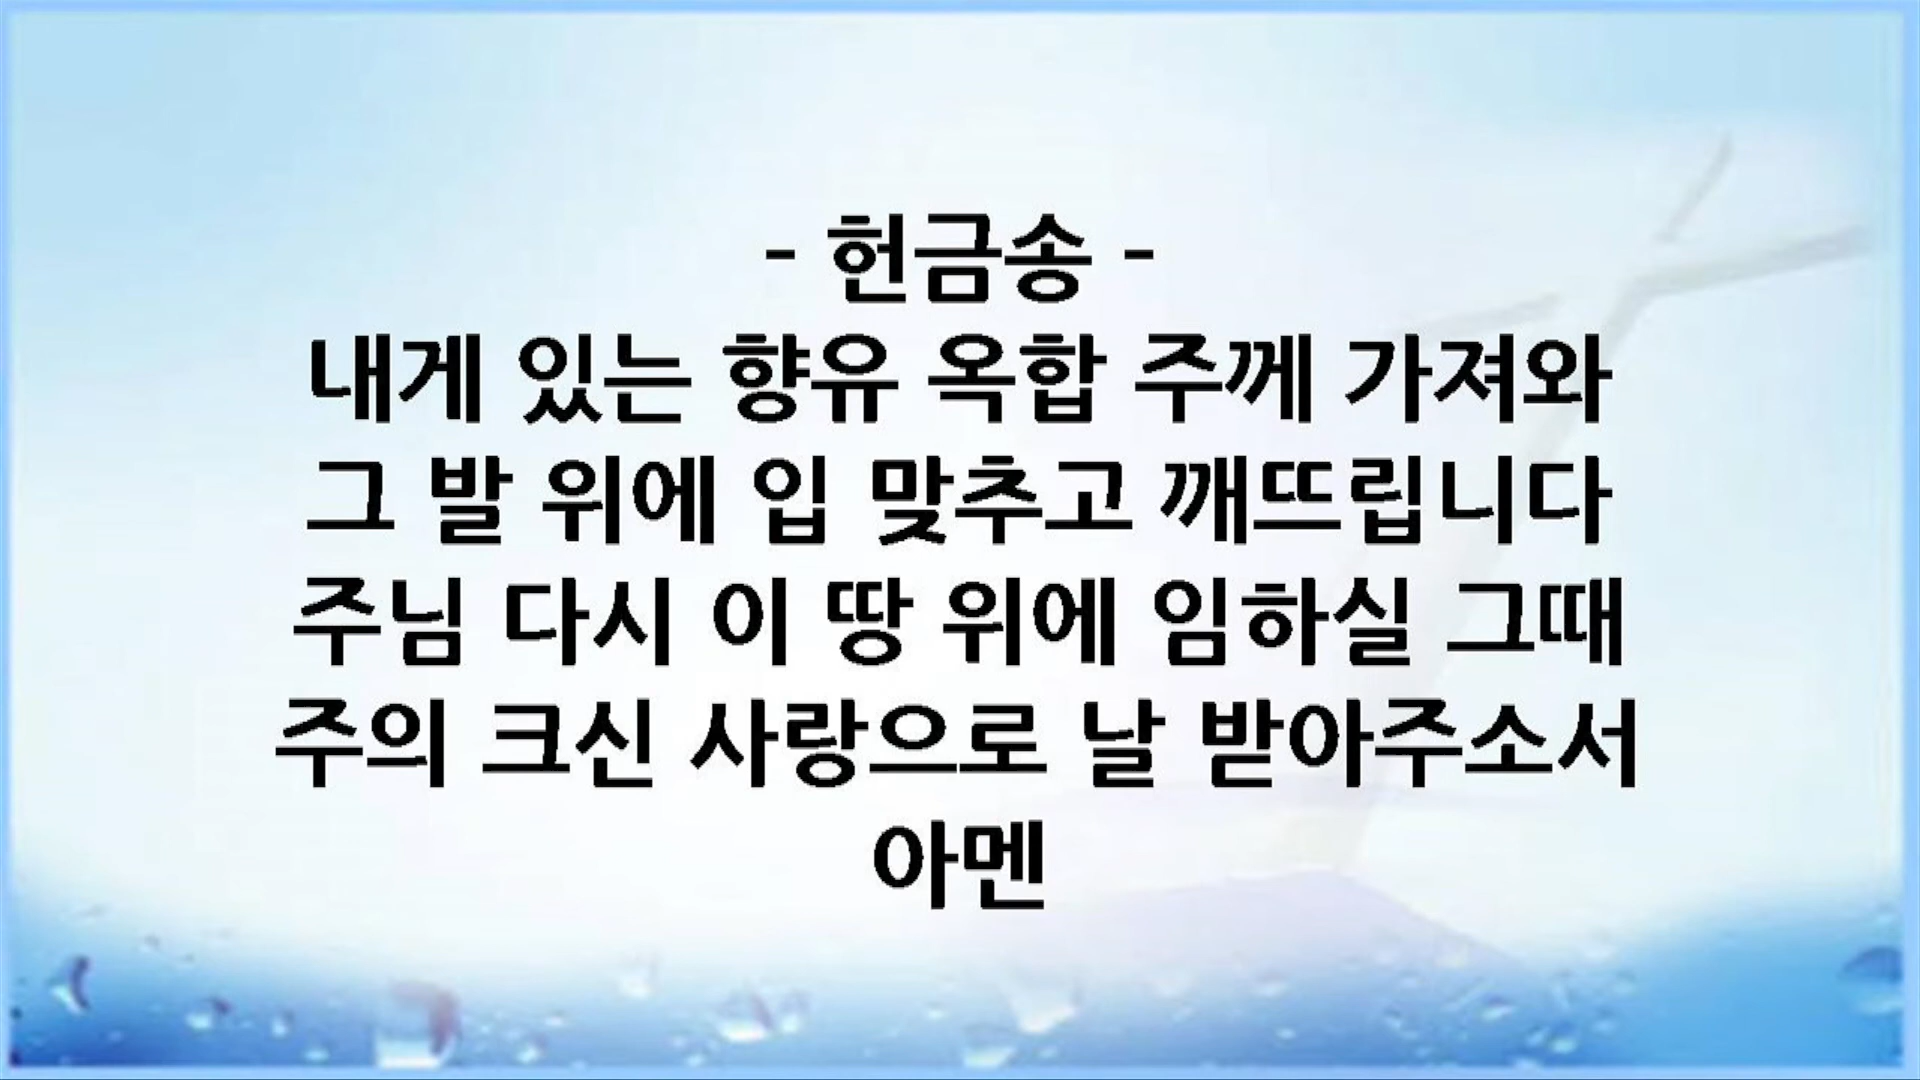 - 헌금송 -
내게 있는 향유 옥합 주께 가져와
그 발 위에 입 맞추고 깨뜨립니다
주님 다시 이 땅 위에 임하실 그때
주의 크신 사랑으로 날 받아주소서
아멘